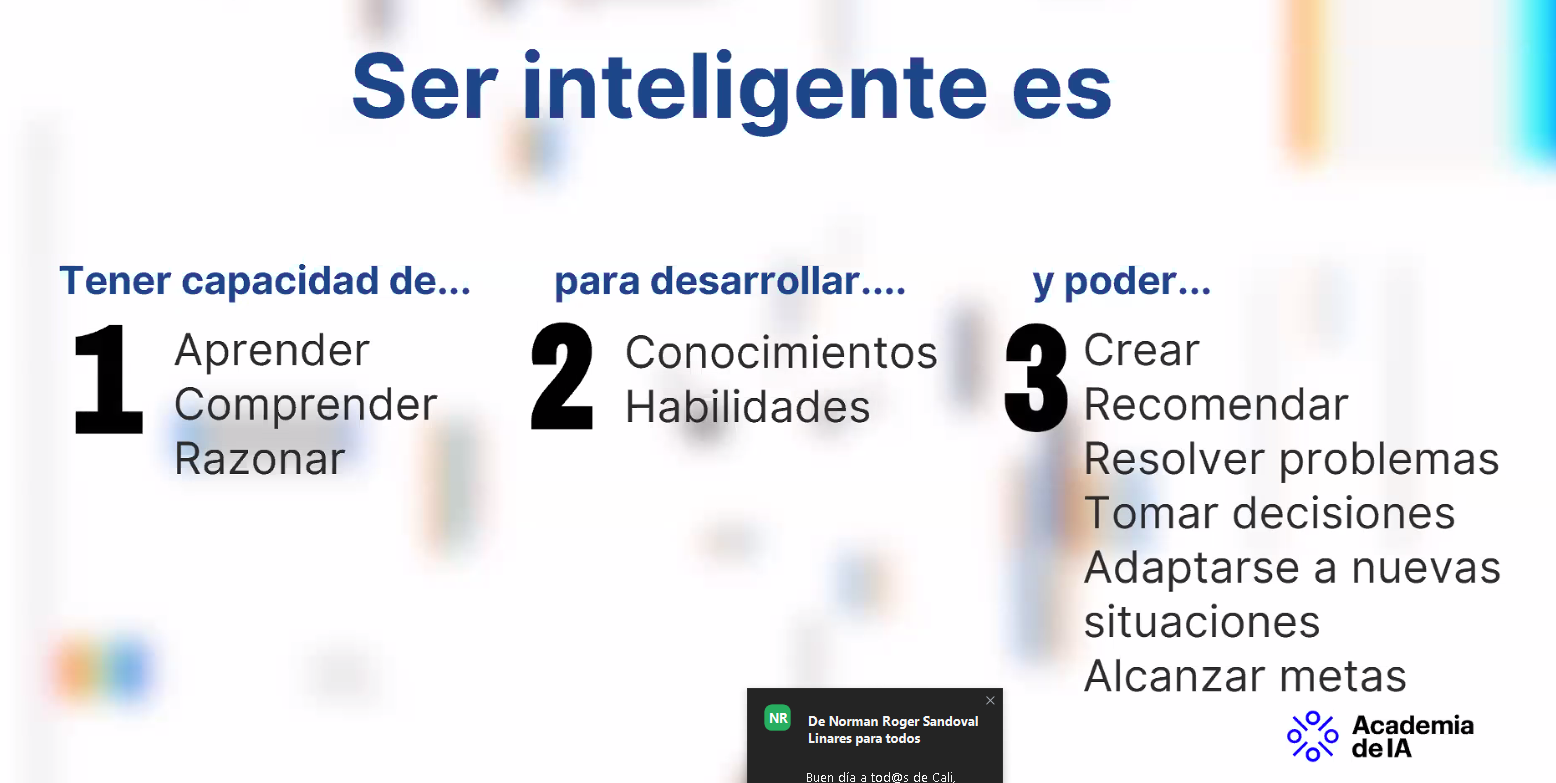 Ser inteligente es
Tener capacidad de...
1
Aprender
Comprender
Razonar
para desarrollar....
2
Conocimientos
Habilidades
y poder...
3
Crear
Recomendar
Resolver problemas
Tomar decisiones
Adaptarse a nuevas
situaciones
Alcanzar metas
NR
De Norman Roger Sandoval
Linares para todos
Buen día a tod@s de Cali,
Academia
de IA